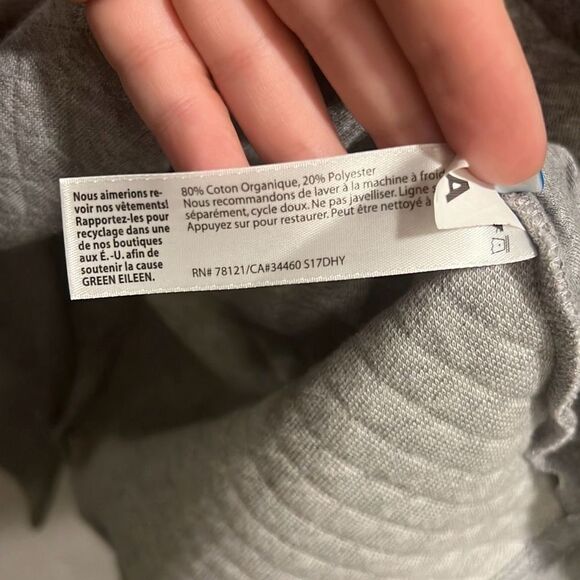 Nous aimerions re-
voir nos vêtements!
Rapportez-les pour
recyclage dans une
de nos boutiques
aux É.-U. afin de
soutenir la cause
GREEN EILEEN.
80% Coton Organique, 20% Polyester
Nous recommandons de laver à la machine à froid
séparément, cycle doux. Ne pas javelliser. Ligne
Appuyez sur pour restaurer. Peut être nettoyé à
RN# 78121/CA#34460 S17DHY
A